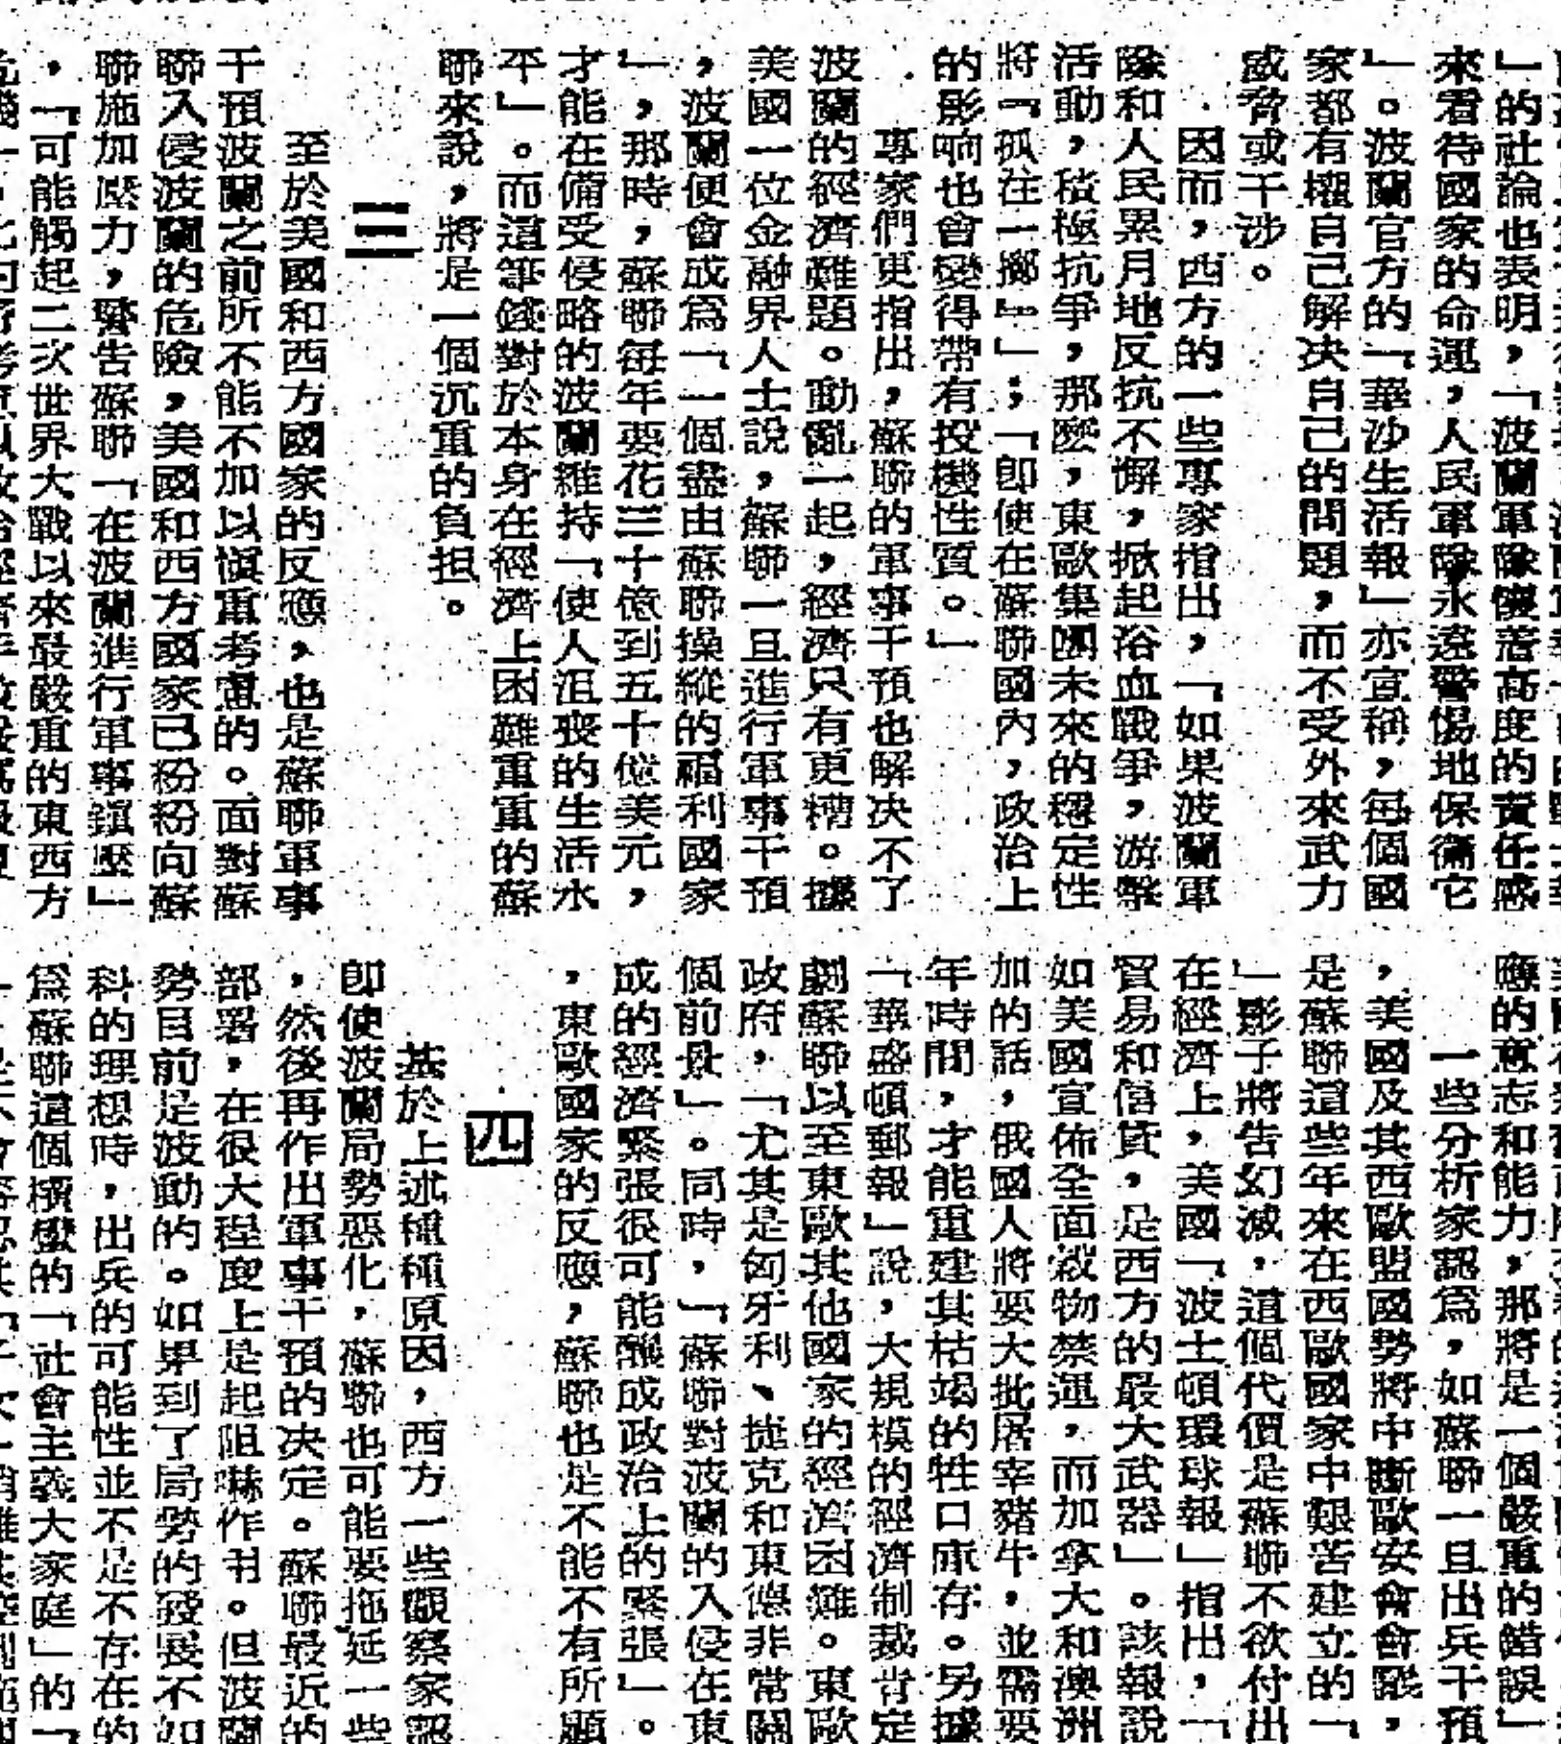 」的社論也表明，「波蘭軍隊懷着高度的責任感
來看待國家的命運，人民軍隊永遠警惕地保衞它
」。波蘭官方的「華沙生活報」亦宣稱，每個國
家都有權自己解决自己的問題，而不受外來武力
威脅或干涉。
因而，西方的一些專家指出，「如果波蘭軍
隊和人民累月地反抗不懈，掀起浴血戰爭，游擊
活動，積極抗爭，那麼，東歐集團未來的穩定性
將『孤注一擲』」；「卽使在蘇聯國內，政治上
的影响也會變得帶有投機性質。」
專家們更指出，蘇聯的軍事干預也解决不了
波蘭的經濟難題。動亂一起，經濟只有更糟。據
美國一位金融界人士說，蘇聯一旦進行軍事干預
，波蘭便會成爲「一個盡由蘇聯操縱的福利國家
」，那時，蘇聯每年要花三十億到五十億美元，
才能在備受侵略的波蘭維持「使人沮喪的生活水
平」。而這筆錢對於本身在經濟上困難重重的蘇
聯來說，將是一個沉重的負担。
三
至於美國和西方國家的反應，也是蘇聯軍事
干預波蘭之前所不能不加以愼重考慮的。面對蘇
聯入侵波蘭的危險，美國和西方國家已紛紛向蘇
聯施加壓力，警告蘇聯「在波蘭進行軍事鎮壓」
，「可能觸起二次世界大戰以來最嚴重的東西方
應的意志和能力，那將是一個嚴重的錯誤」
一些分析家認爲，如蘇聯一旦出兵干預
，美國及其西歐盟國勢將中斷歐安會會議，
是蘇聯這些年來在西歐國家中艱苦建立的「
」影子將告幻滅，這個代價是蘇聯不欲付出
在經濟上，美國「波士頓環球報」指出，「
貿易和信貸，是西方的最大武器」。該報說
如美國宣佈全面穀物禁運，而加拿大和澳洲
加的話，俄國人將要大批屠宰豬牛，並需要
年時間，才能重建其枯竭的牲口庫存。另據
「華盛頓郵報」說，大規模的經濟制裁肯定
劇蘇聯以至東歐其他國家的經濟困難。東歐
政府，「尤其是匈牙利、捷克和東德非常關
個前景」。同時，「蘇聯對波蘭的入侵在東
成的經濟緊張很可能釀成政治上的緊張」。
，東歐國家的反應，蘇聯也是不能不有所顧
四
基於上述種種原因，西方一些觀察家認
卽使波蘭局勢惡化，蘇聯也可能要拖延一些
，然後再作出軍事干預的决定。蘇聯最近的
部署，在很大程度上是起阻嚇作用。但波蘭
勢目前是波動的。如果到了局勢的發展不如
科的理想時，出兵的可能性並不是不存在的
爲蘇聯這個橫蠻的「社會主義大家庭」的「